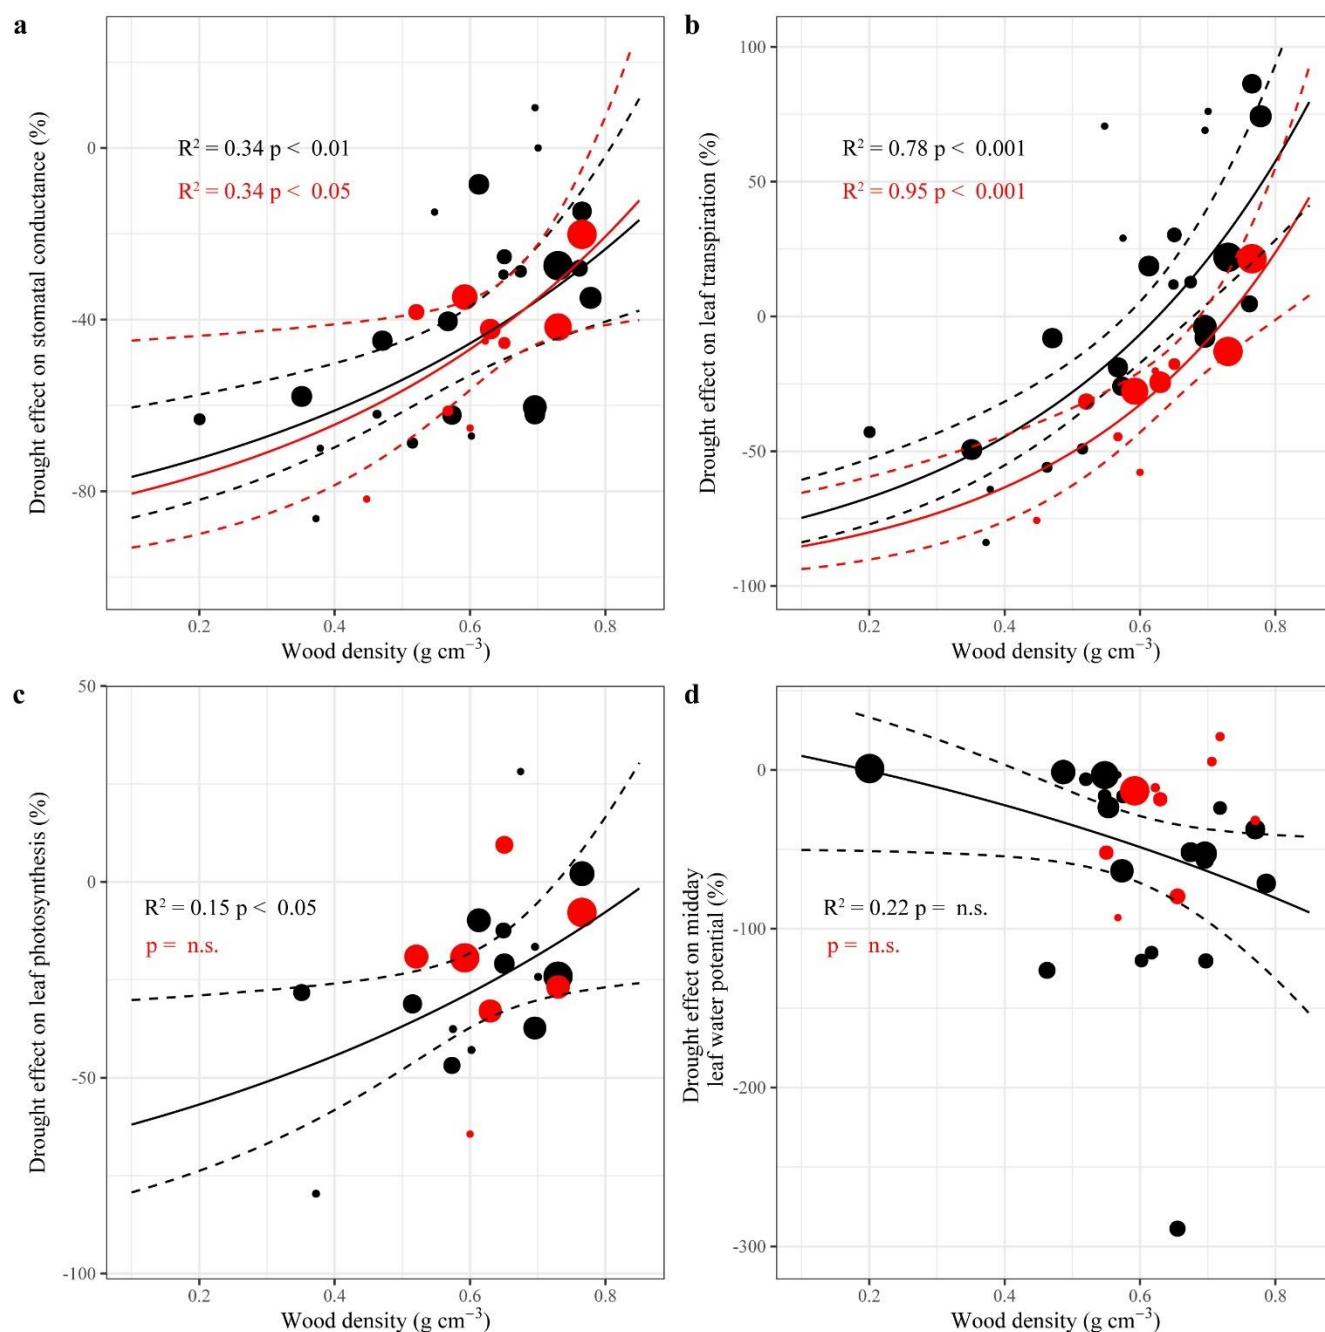 a
Drought effect on stomatal conductance (%)
0
-40
-80
R² = 0.34 p < 0.01
R² = 0.34 p < 0.05
0.2 0.4 0.6 0.8
Wood density (g cm⁻³)
b
Drought effect on leaf transpiration (%)
100
50
0
-50
-100
R² = 0.78 p < 0.001
R² = 0.95 p < 0.001
0.2 0.4 0.6 0.8
Wood density (g cm⁻³)
c
Drought effect on leaf photosynthesis (%)
50
0
-50
-100
R² = 0.15 p < 0.05
p = n.s.
0.2 0.4 0.6 0.8
Wood density (g cm⁻³)
d
Drought effect on midday
leaf water potential (%)
0
-100
-200
-300
R² = 0.22 p = n.s.
p = n.s.
0.2 0.4 0.6 0.8
Wood density (g cm⁻³)